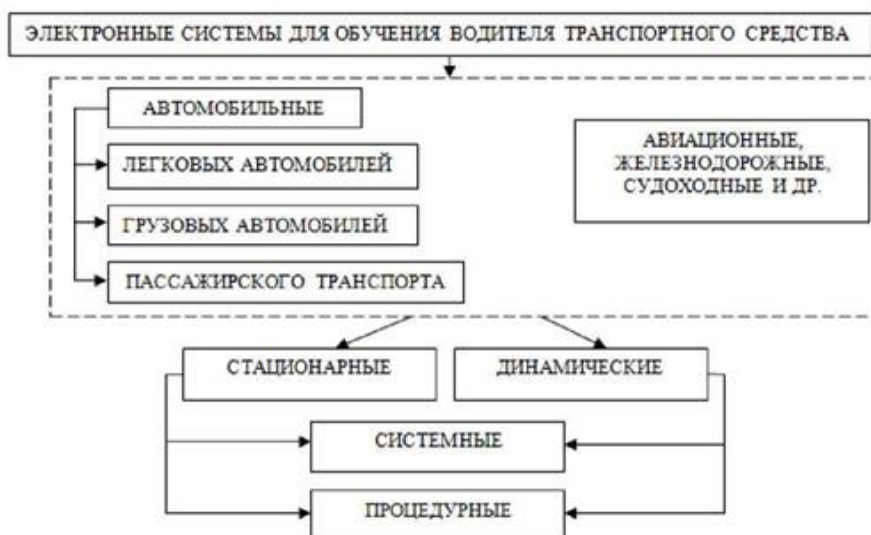 ЭЛЕКТРОННЫЕ СИСТЕМЫ ДЛЯ ОБУЧЕНИЯ ВОДИТЕЛЯ ТРАНСПОРТНОГО СРЕДСТВА
АВТОМОБИЛЬНЫЕ
ЛЕГКОВЫХ АВТОМОБИЛЕЙ
ГРУЗОВЫХ АВТОМОБИЛЕЙ
ПАССАЖИРСКОГО ТРАНСПОРТА
АВИАЦИОННЫЕ,
ЖЕЛЕЗНОДОРОЖНЫЕ,
СУДОХОДНЫЕ И ДР.
СТАЦИОНАРНЫЕ
ДИНАМИЧЕСКИЕ
СИСТЕМНЫЕ
ПРОЦЕДУРНЫЕ